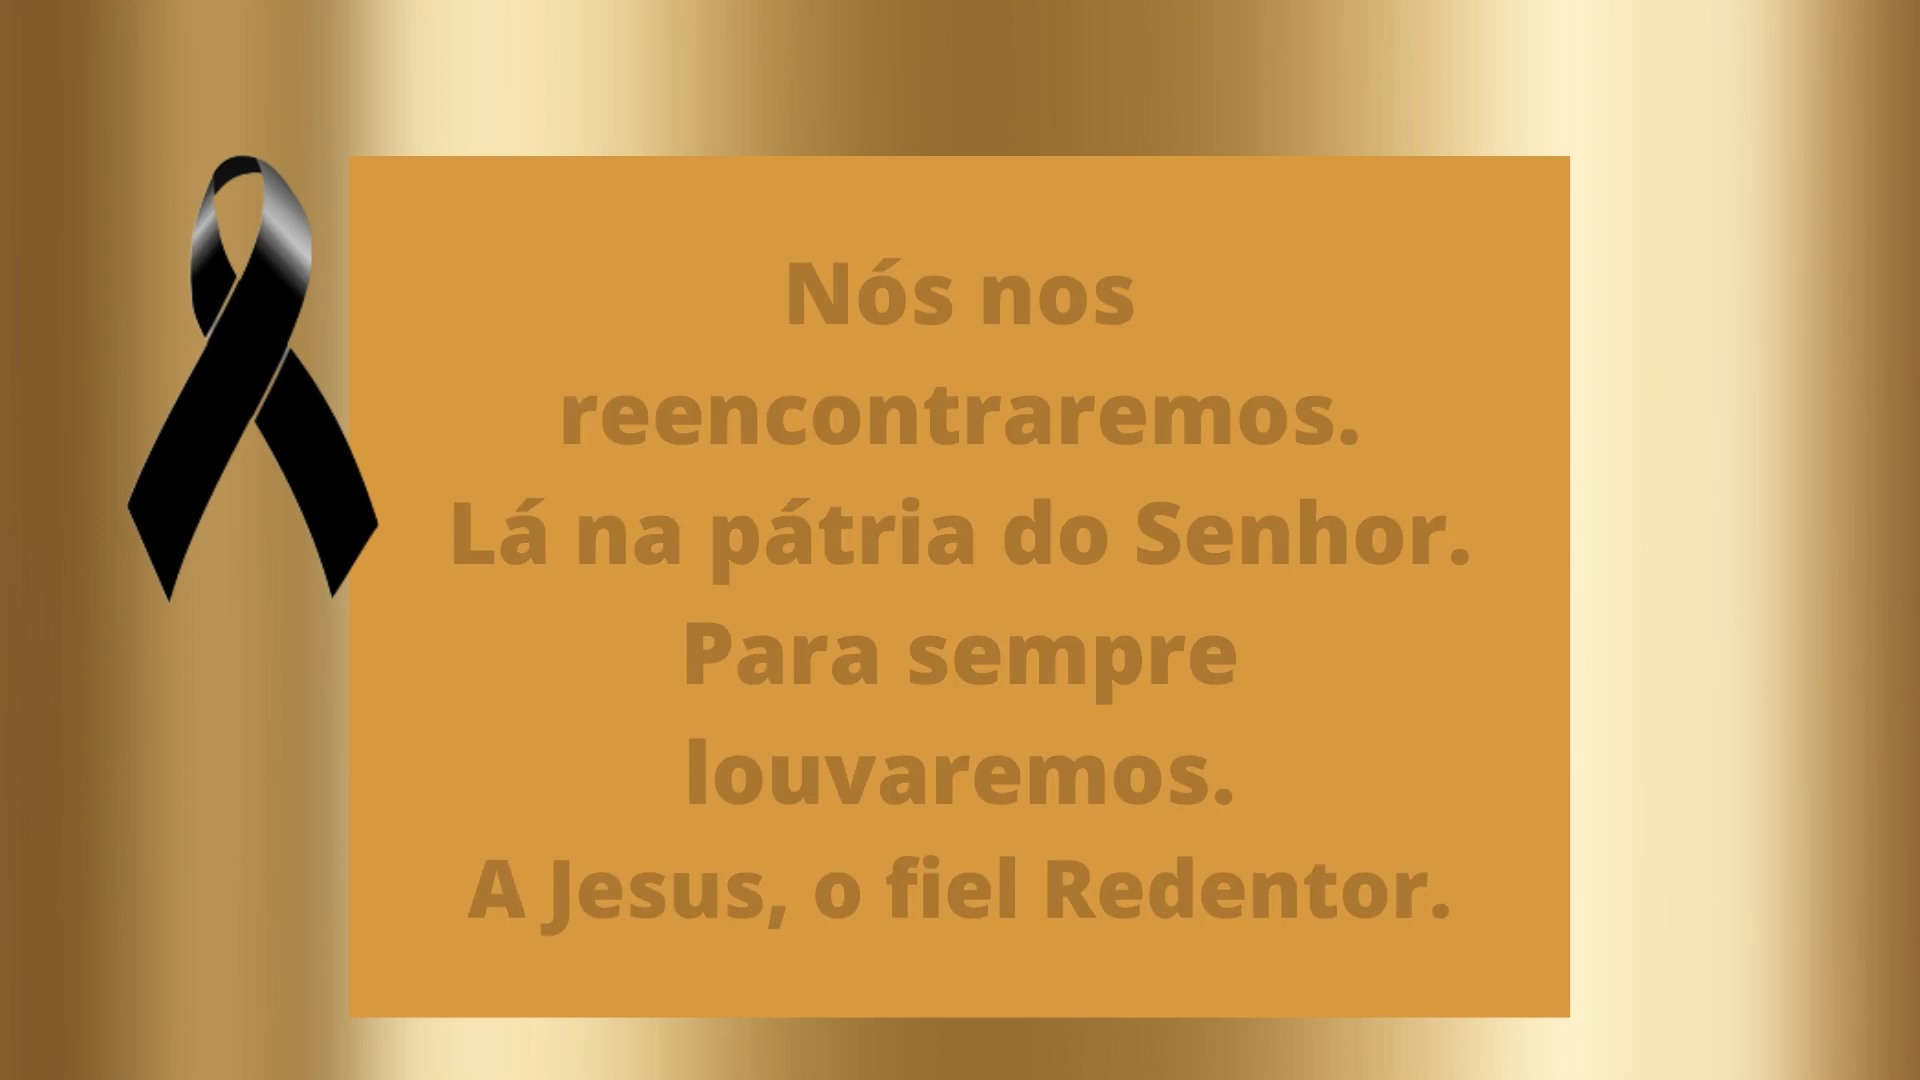 Nós nos
reencontraremos.
Lá na pátria do Senhor.
Para sempre
louvaremos.
A Jesus, o fiel Redentor.